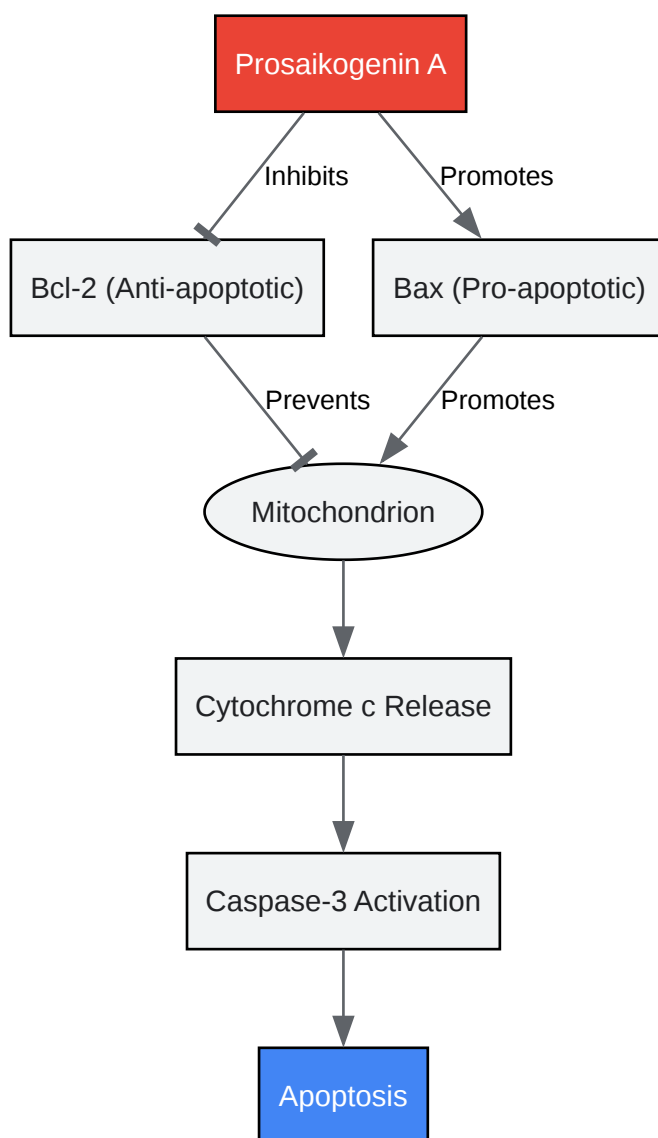 Prosaikogenin A
Inhibits
Promotes
Bcl-2 (Anti-apoptotic)
Bax (Pro-apoptotic)
Prevents
Promotes
Mitochondrion
Cytochrome c Release
Caspase-3 Activation
Apoptosis